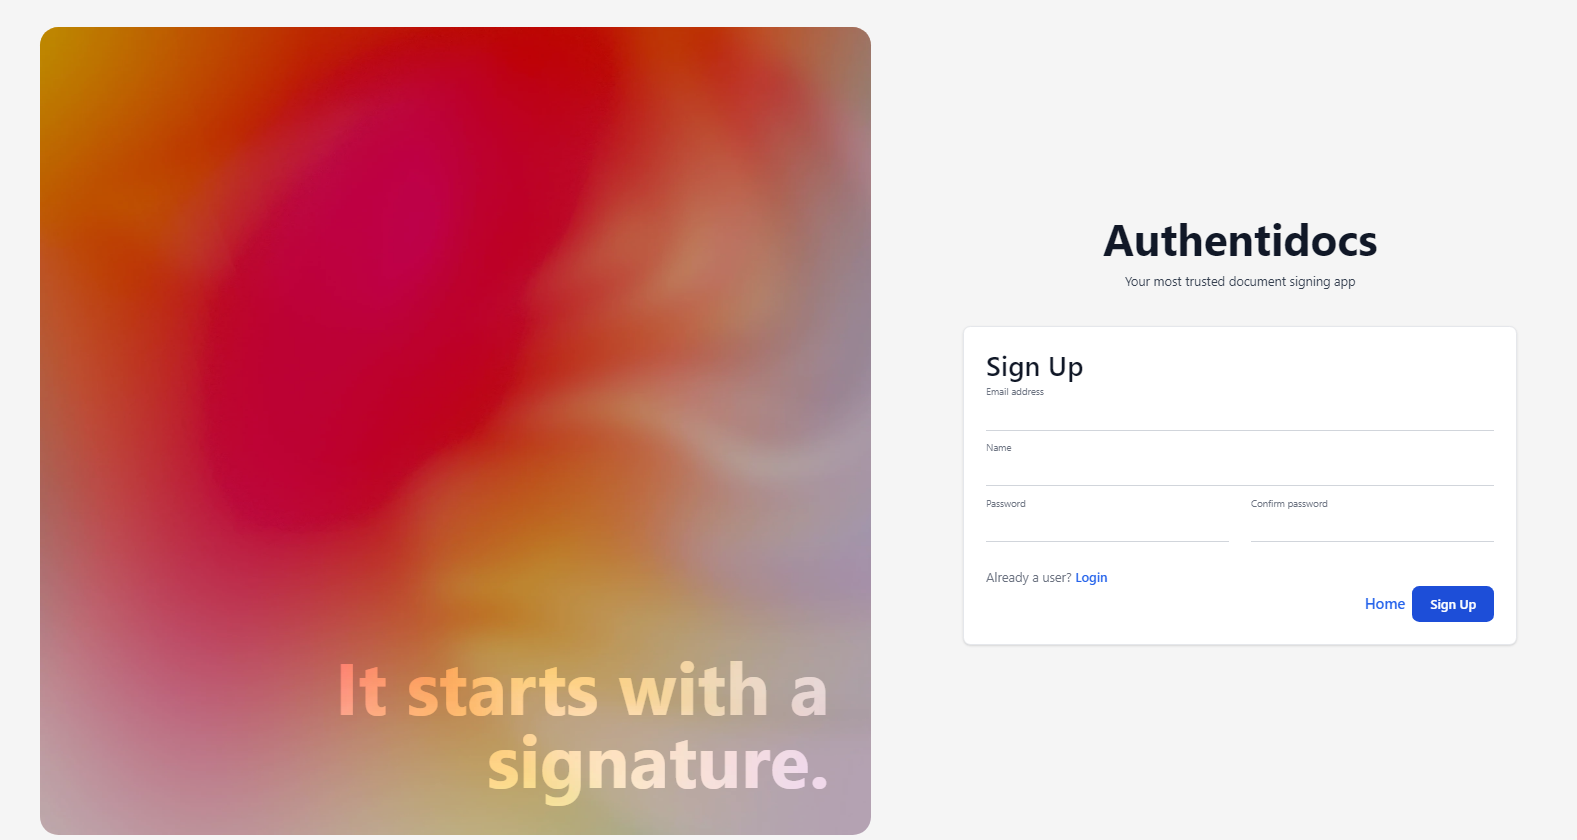 It starts with a
signature.
Authentidocs
Your most trusted document signing app
Sign Up
Email address
Name
Password
Confirm password
Already a user? Login
Home
Sign Up